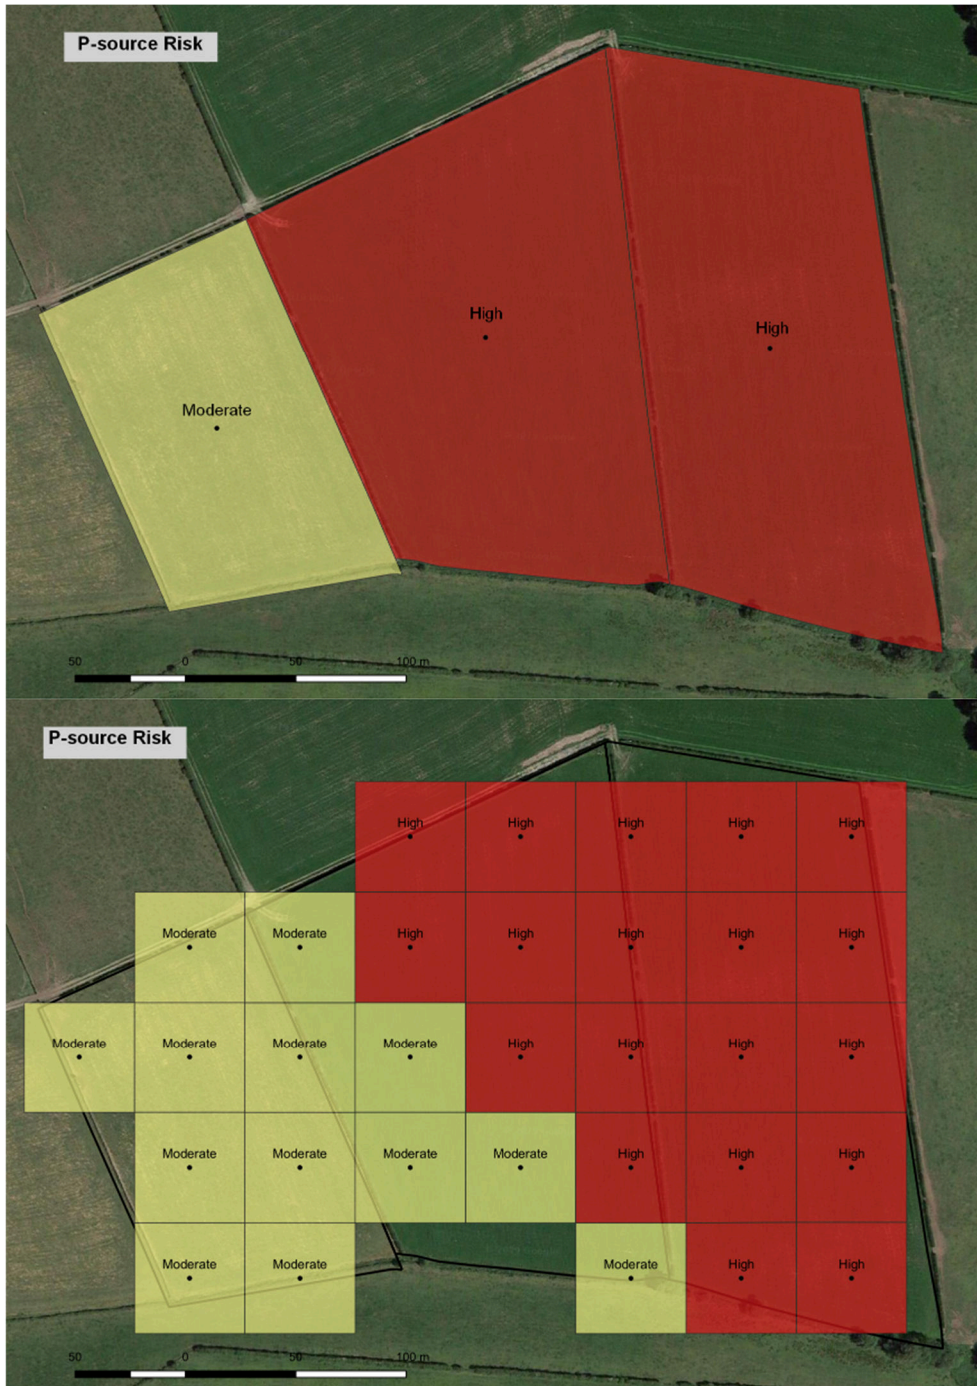 P-source Risk
High
High
Moderate
50 0 50 100 m
P-source Risk
High High High High High
Moderate Moderate High High High High High
Moderate Moderate Moderate Moderate High High High High
Moderate Moderate Moderate Moderate High High High
Moderate Moderate Moderate High High
50 0 50 100 m